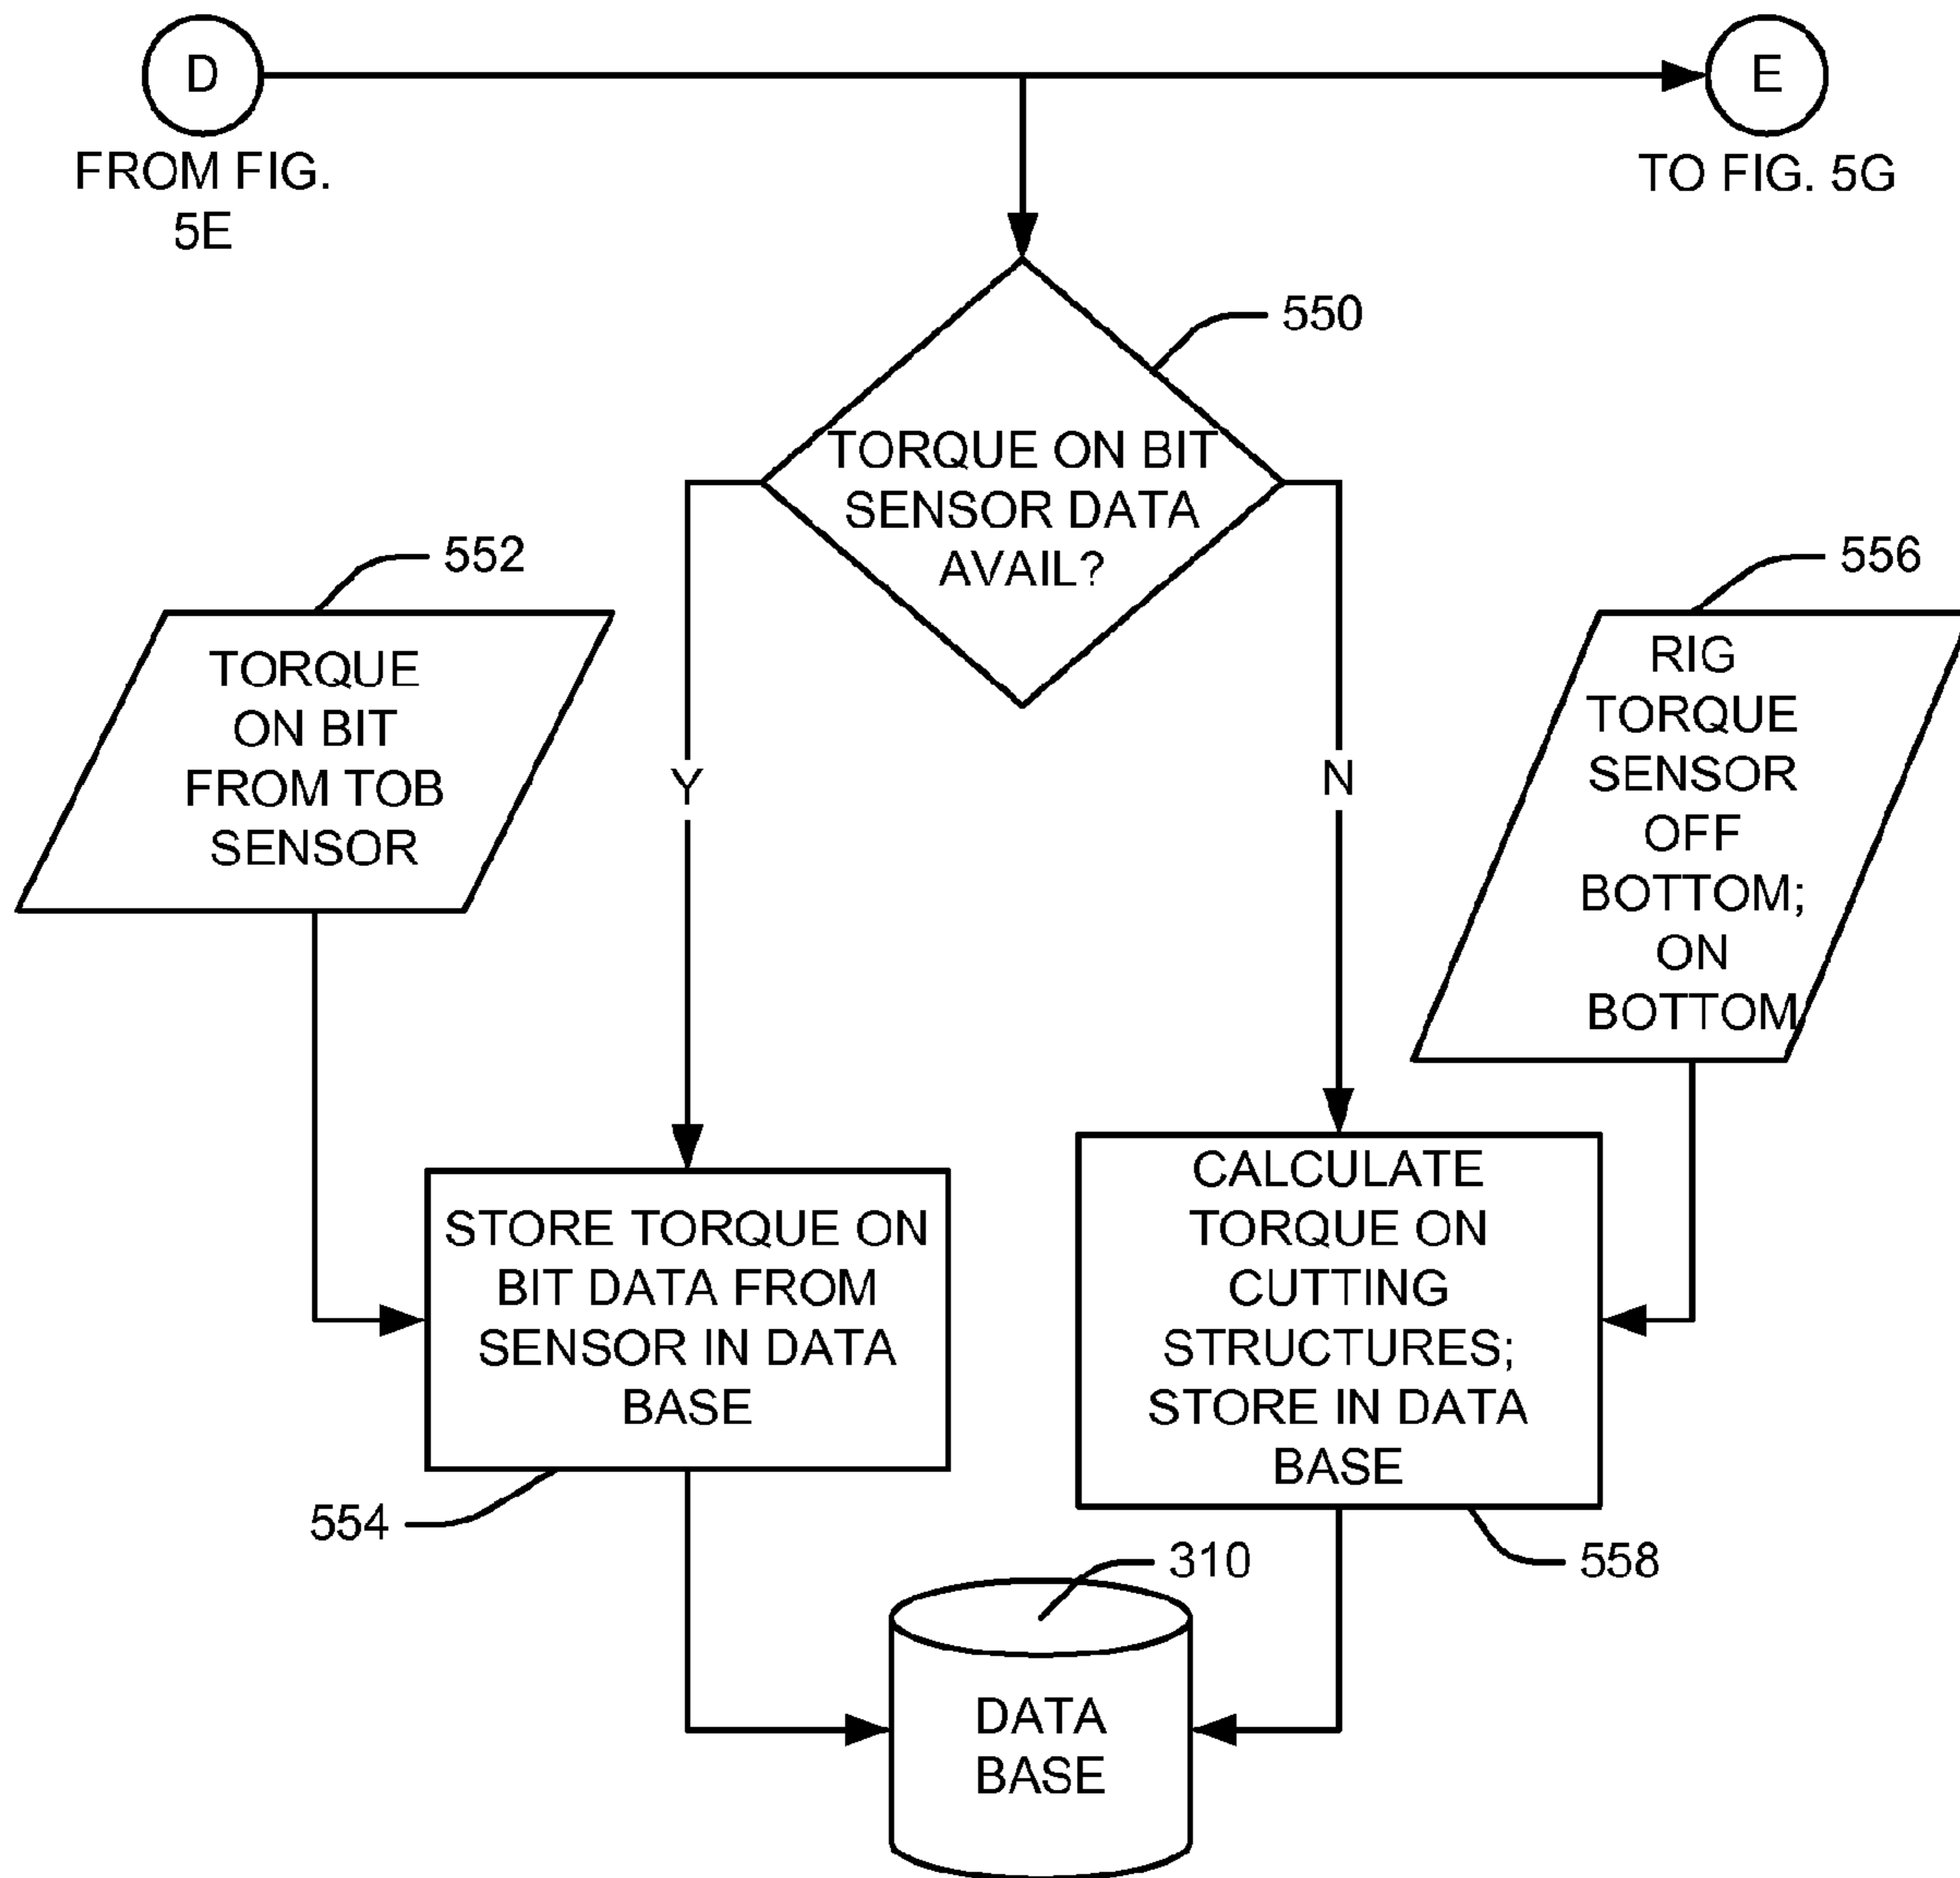 D
E
FROM FIG.
5E
TO FIG. 5G
550
TORQUE ON BIT
SENSOR DATA
AVAIL?
552
556
TORQUE
ON BIT
FROM TOB
SENSOR
Y
N
RIG
TORQUE
SENSOR
OFF
BOTTOM;
ON
BOTTOM
STORE TORQUE ON
BIT DATA FROM
SENSOR IN DATA
BASE
CALCULATE
TORQUE ON
CUTTING
STRUCTURES;
STORE IN DATA
BASE
554
558
310
DATA
BASE